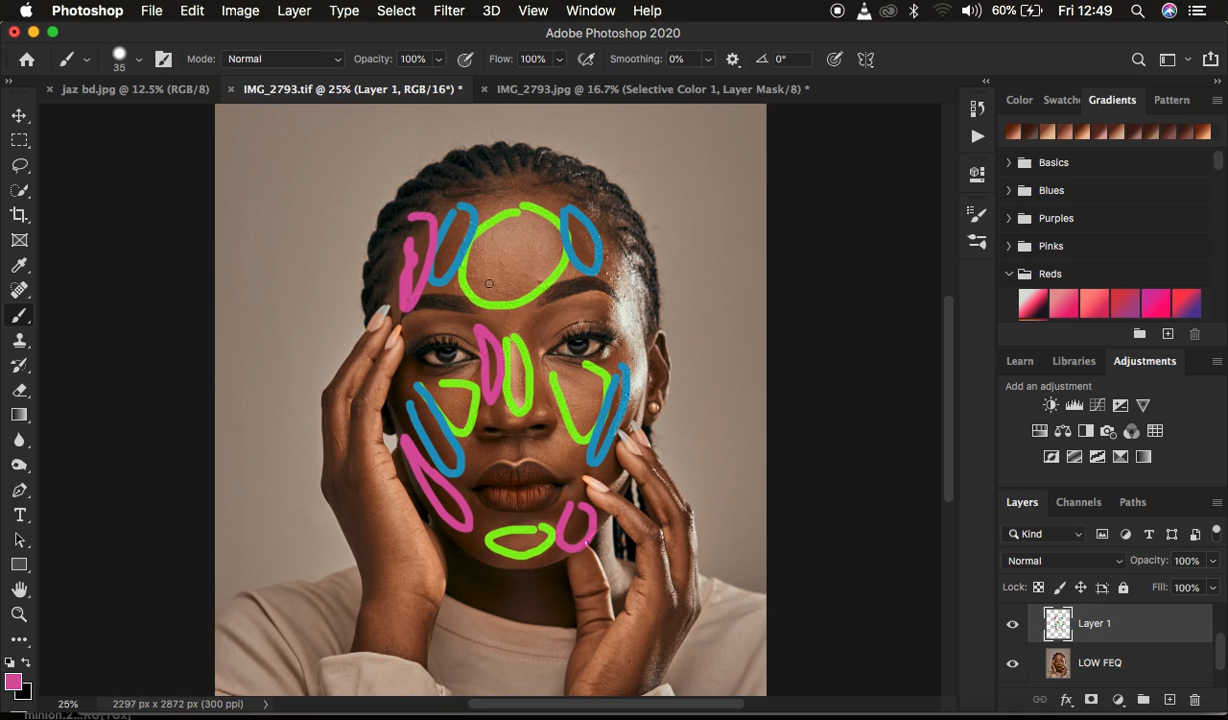 Photoshop File Edit Image Layer Type Select Filter 3D View Window Help 60% Fri 12:49
Adobe Photoshop 2020
35 Mode: Normal Opacity: 100% Flow: 100% Smoothing: 0% 0°
jaz bd.jpg @ 12.5% (RGB/8) IMG_2793.tif @ 25% (Layer 1, RGB/16*) * IMG_2793.jpg @ 16.7% (Selective Color 1, Layer Mask/8) *
Color Swatche Gradients Pattern
Basics
Blues
Purples
Pinks
Reds
Learn Libraries Adjustments
Add an adjustment
Layers Channels Paths
Kind
Normal Opacity: 100%
Lock: Fill: 100%
Layer 1
LOW FEQ
25% 2297 px x 2872 px (300 ppi)